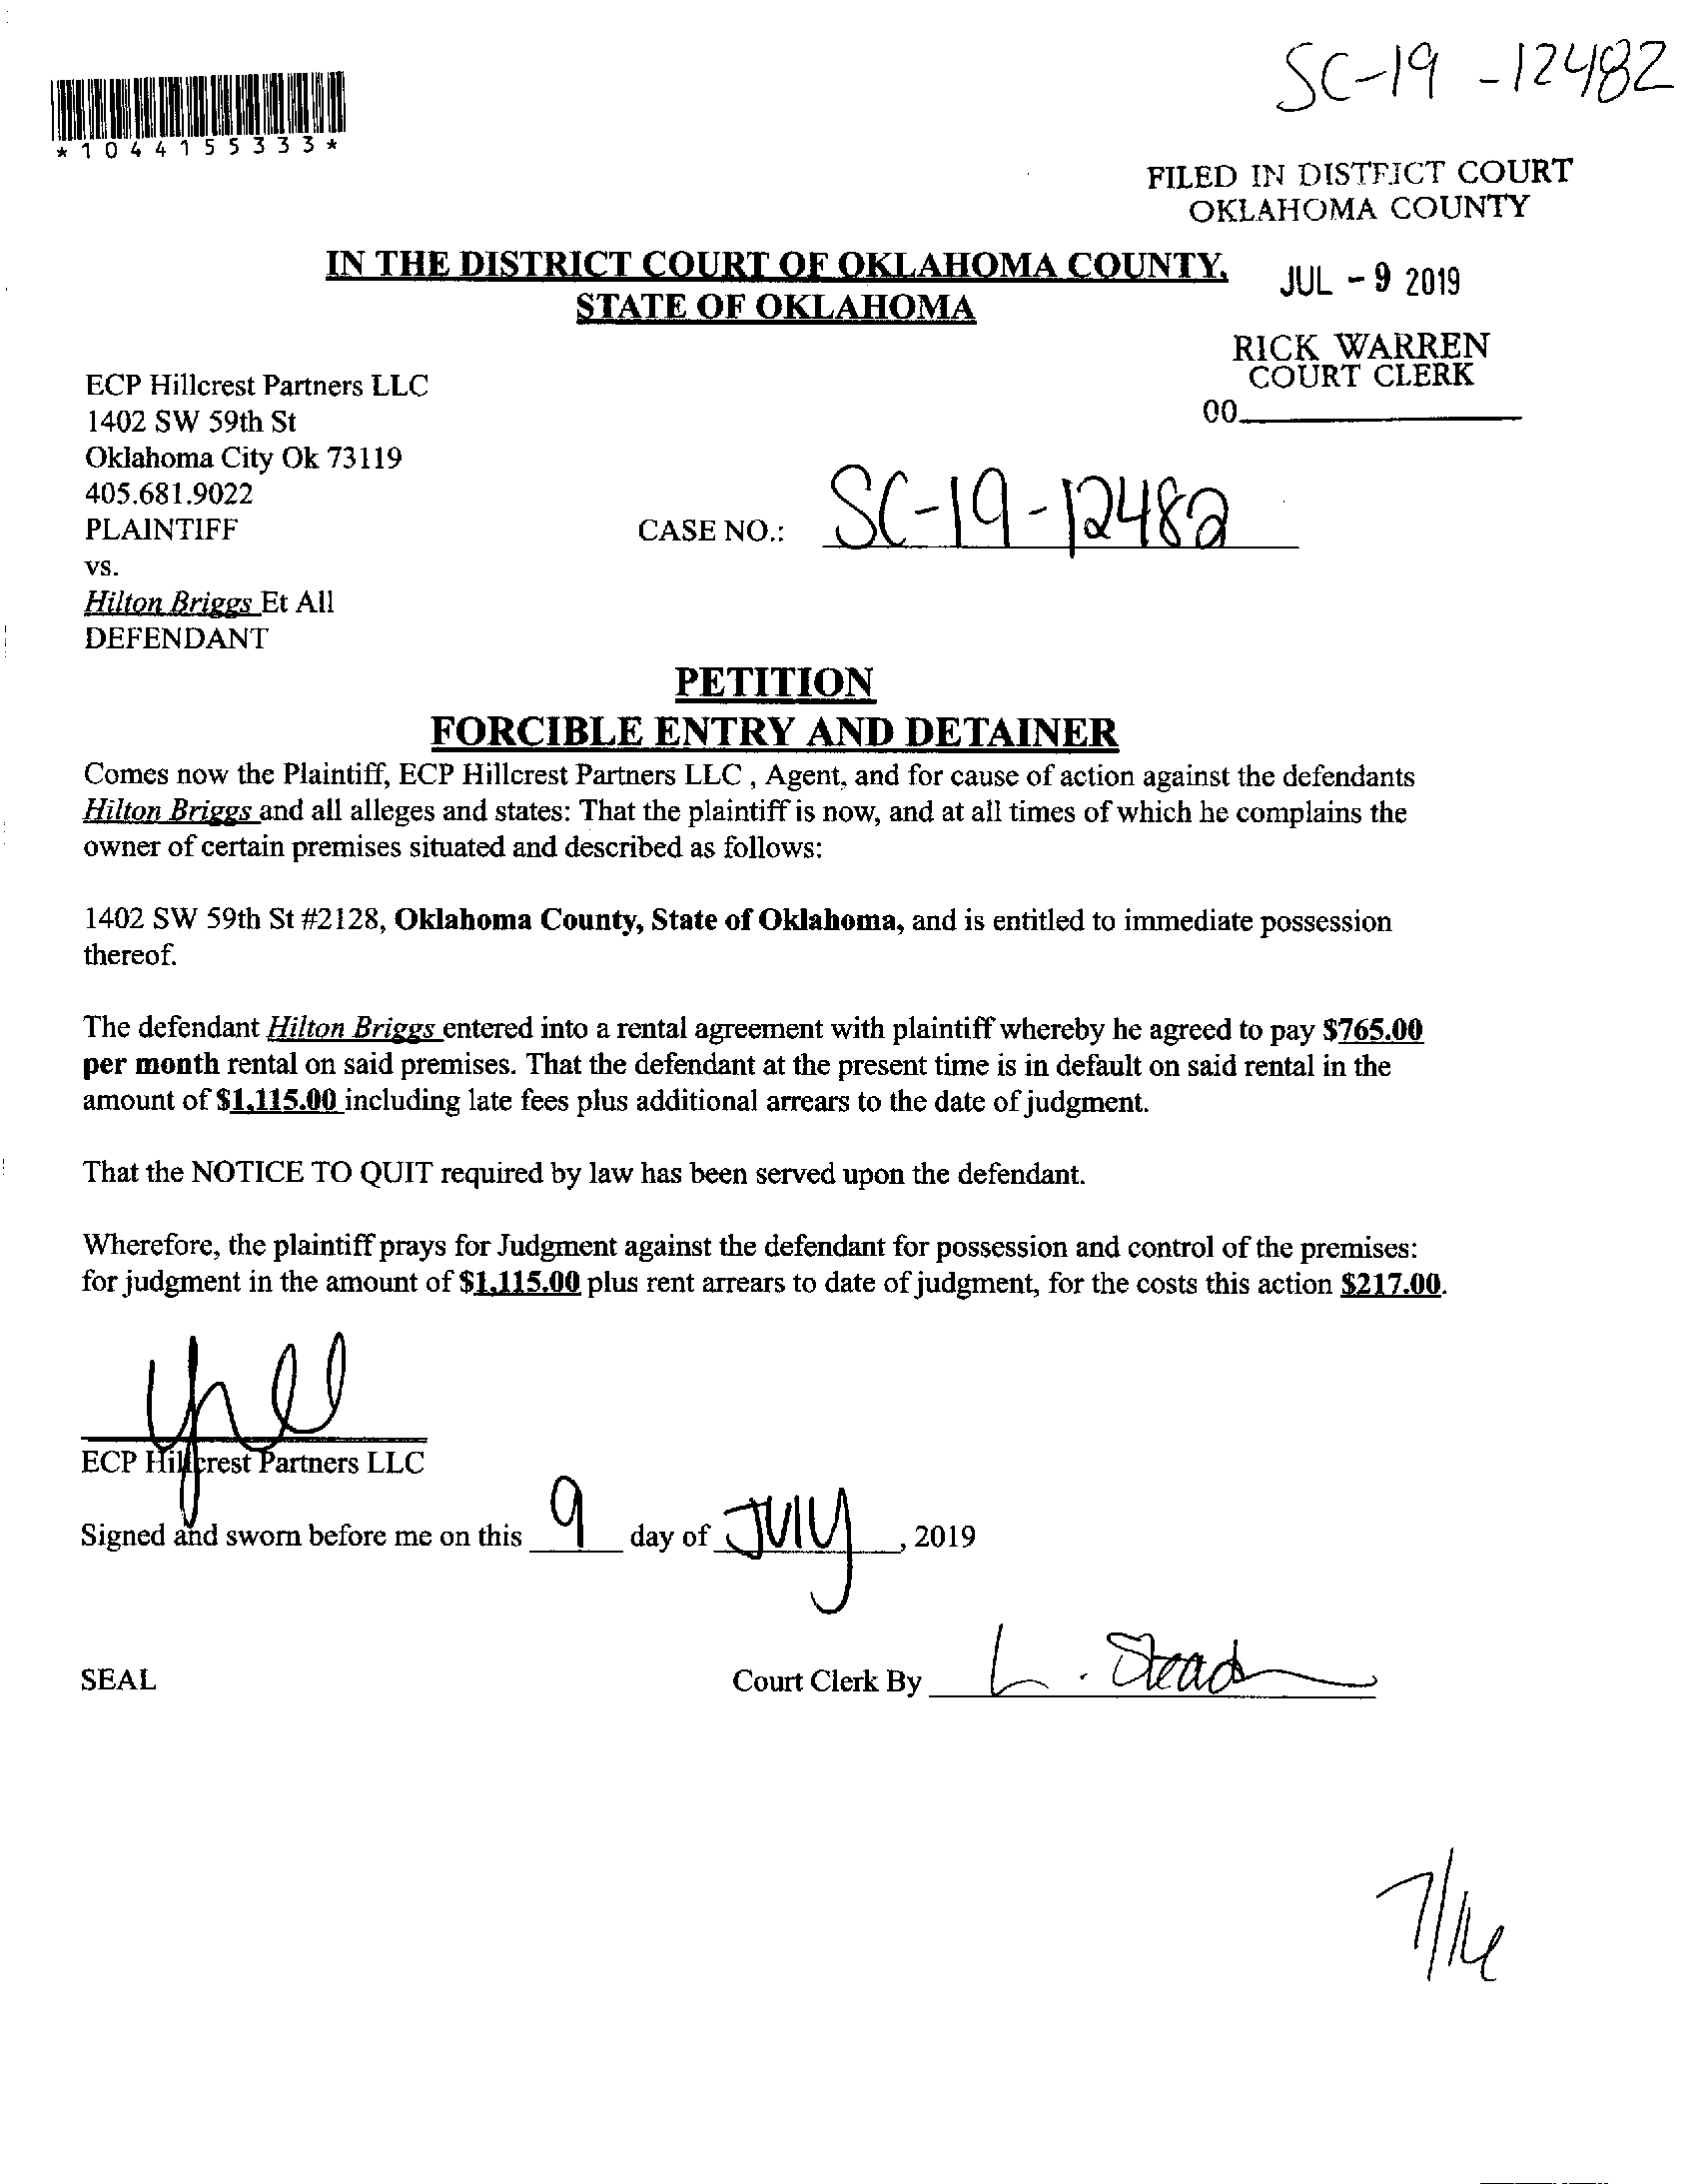 SC-19-12482
*1044155333*
FILED IN DISTRICT COURT
OKLAHOMA COUNTY
IN THE DISTRICT COURT OF OKLAHOMA COUNTY,
STATE OF OKLAHOMA
JUL - 9 2019
RICK WARREN
COURT CLERK
00
ECP Hillcrest Partners LLC
1402 SW 59th St
Oklahoma City Ok 73119
405.681.9022
PLAINTIFF
CASE NO.: SC-19-12482
vs.
Hilton Briggs Et All
DEFENDANT
PETITION
FORCIBLE ENTRY AND DETAINER
Comes now the Plaintiff, ECP Hillcrest Partners LLC , Agent, and for cause of action against the defendants
Hilton Briggs and all alleges and states: That the plaintiff is now, and at all times of which he complains the
owner of certain premises situated and described as follows:
1402 SW 59th St #2128, Oklahoma County, State of Oklahoma, and is entitled to immediate possession
thereof.
The defendant Hilton Briggs entered into a rental agreement with plaintiff whereby he agreed to pay $765.00
per month rental on said premises. That the defendant at the present time is in default on said rental in the
amount of $1,115.00 including late fees plus additional arrears to the date of judgment.
That the NOTICE TO QUIT required by law has been served upon the defendant.
Wherefore, the plaintiff prays for Judgment against the defendant for possession and control of the premises:
for judgment in the amount of $1,115.00 plus rent arrears to date of judgment, for the costs this action $217.00.
ECP Hillcrest Partners LLC
Signed and sworn before me on this 9 day of July, 2019
SEAL
Court Clerk By L. Stead
7/16